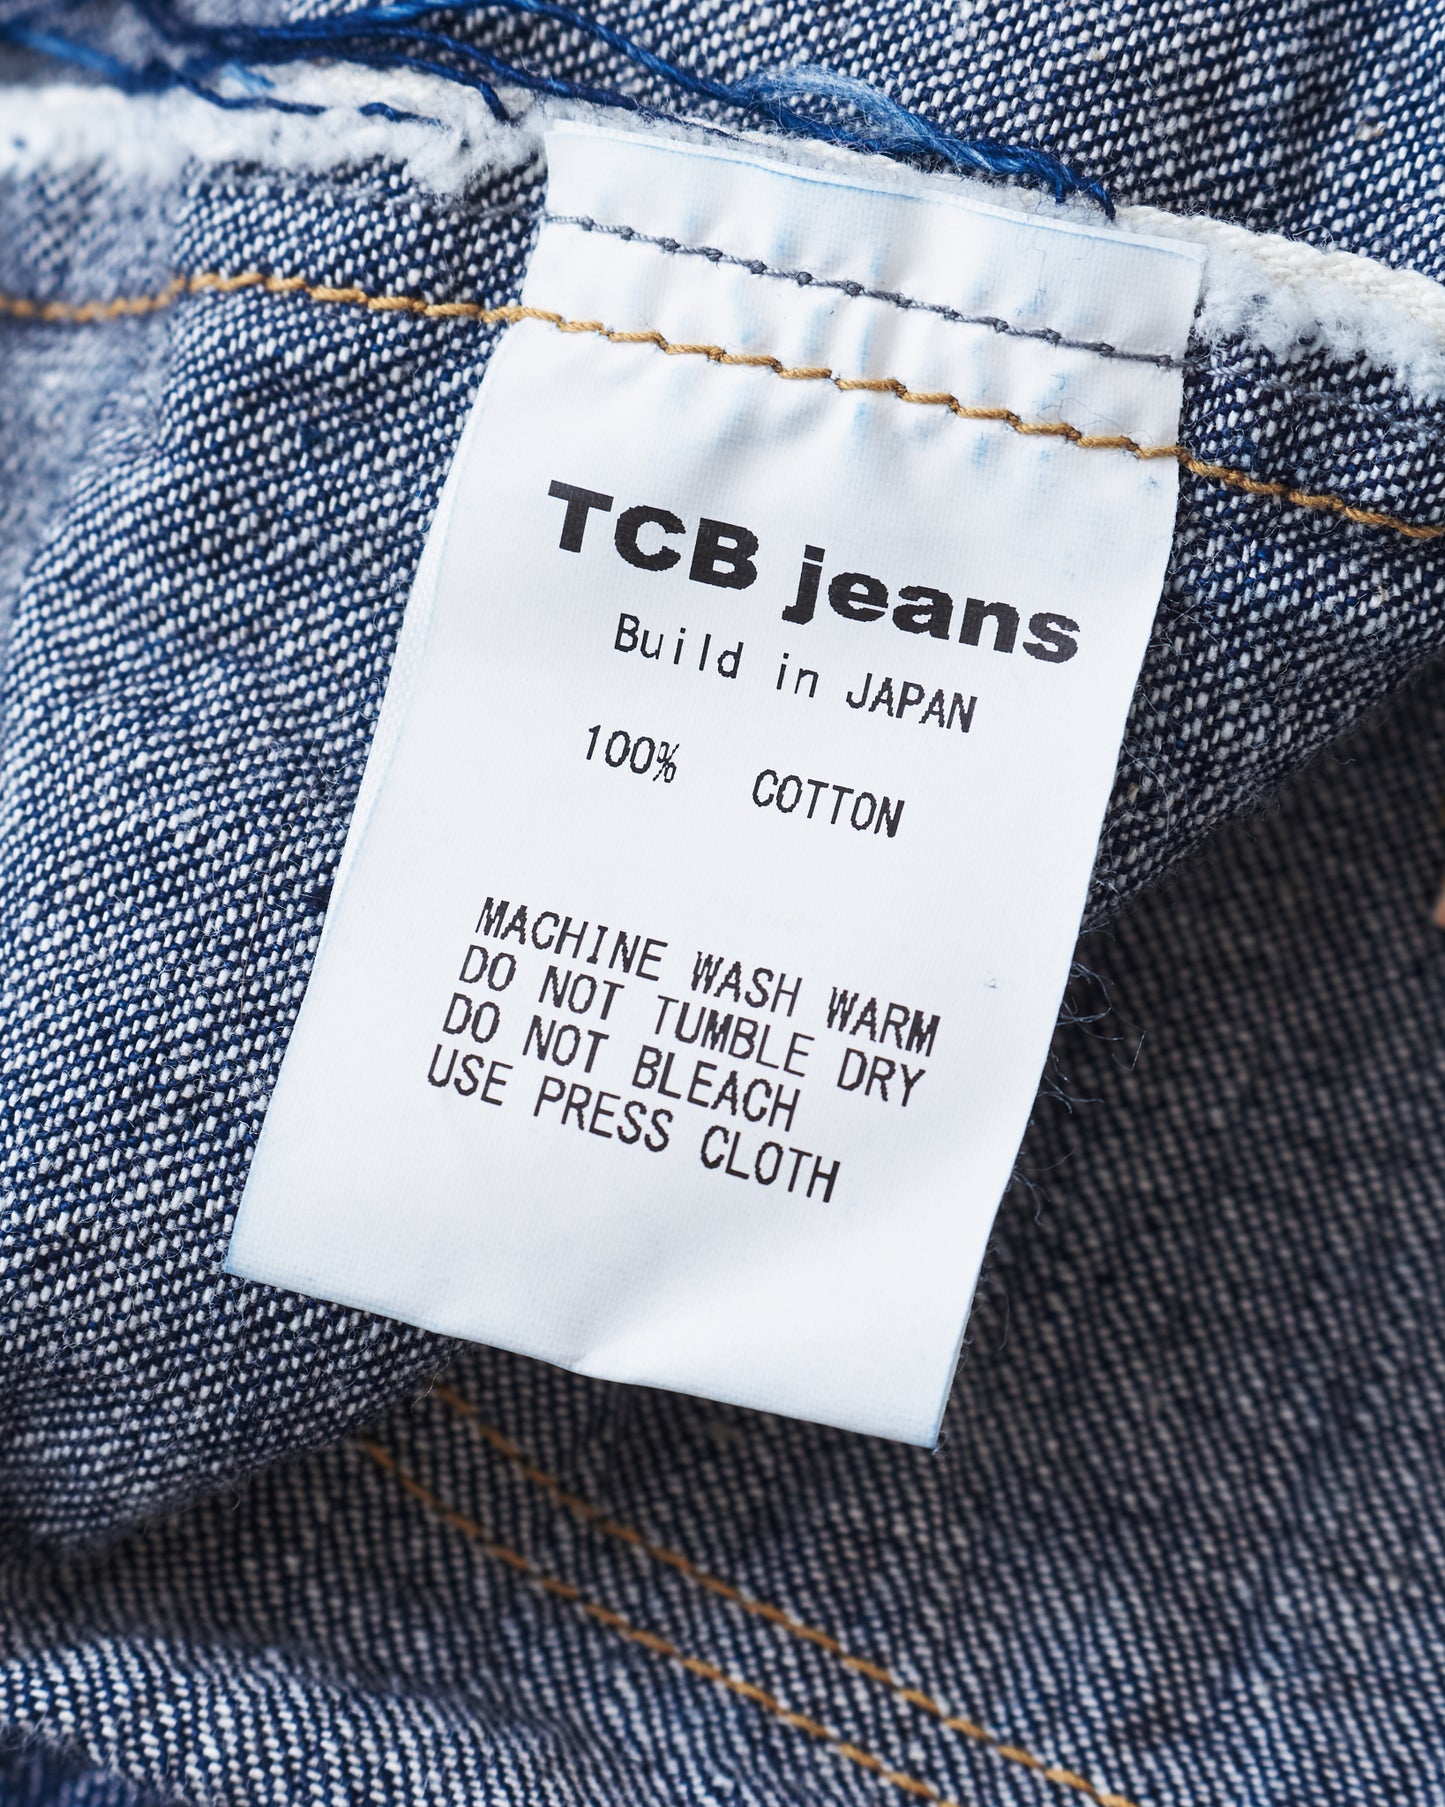 TCB jeans
Build in JAPAN
100% COTTON
MACHINE WASH WARM
DO NOT TUMBLE DRY
DO NOT BLEACH
USE PRESS CLOTH